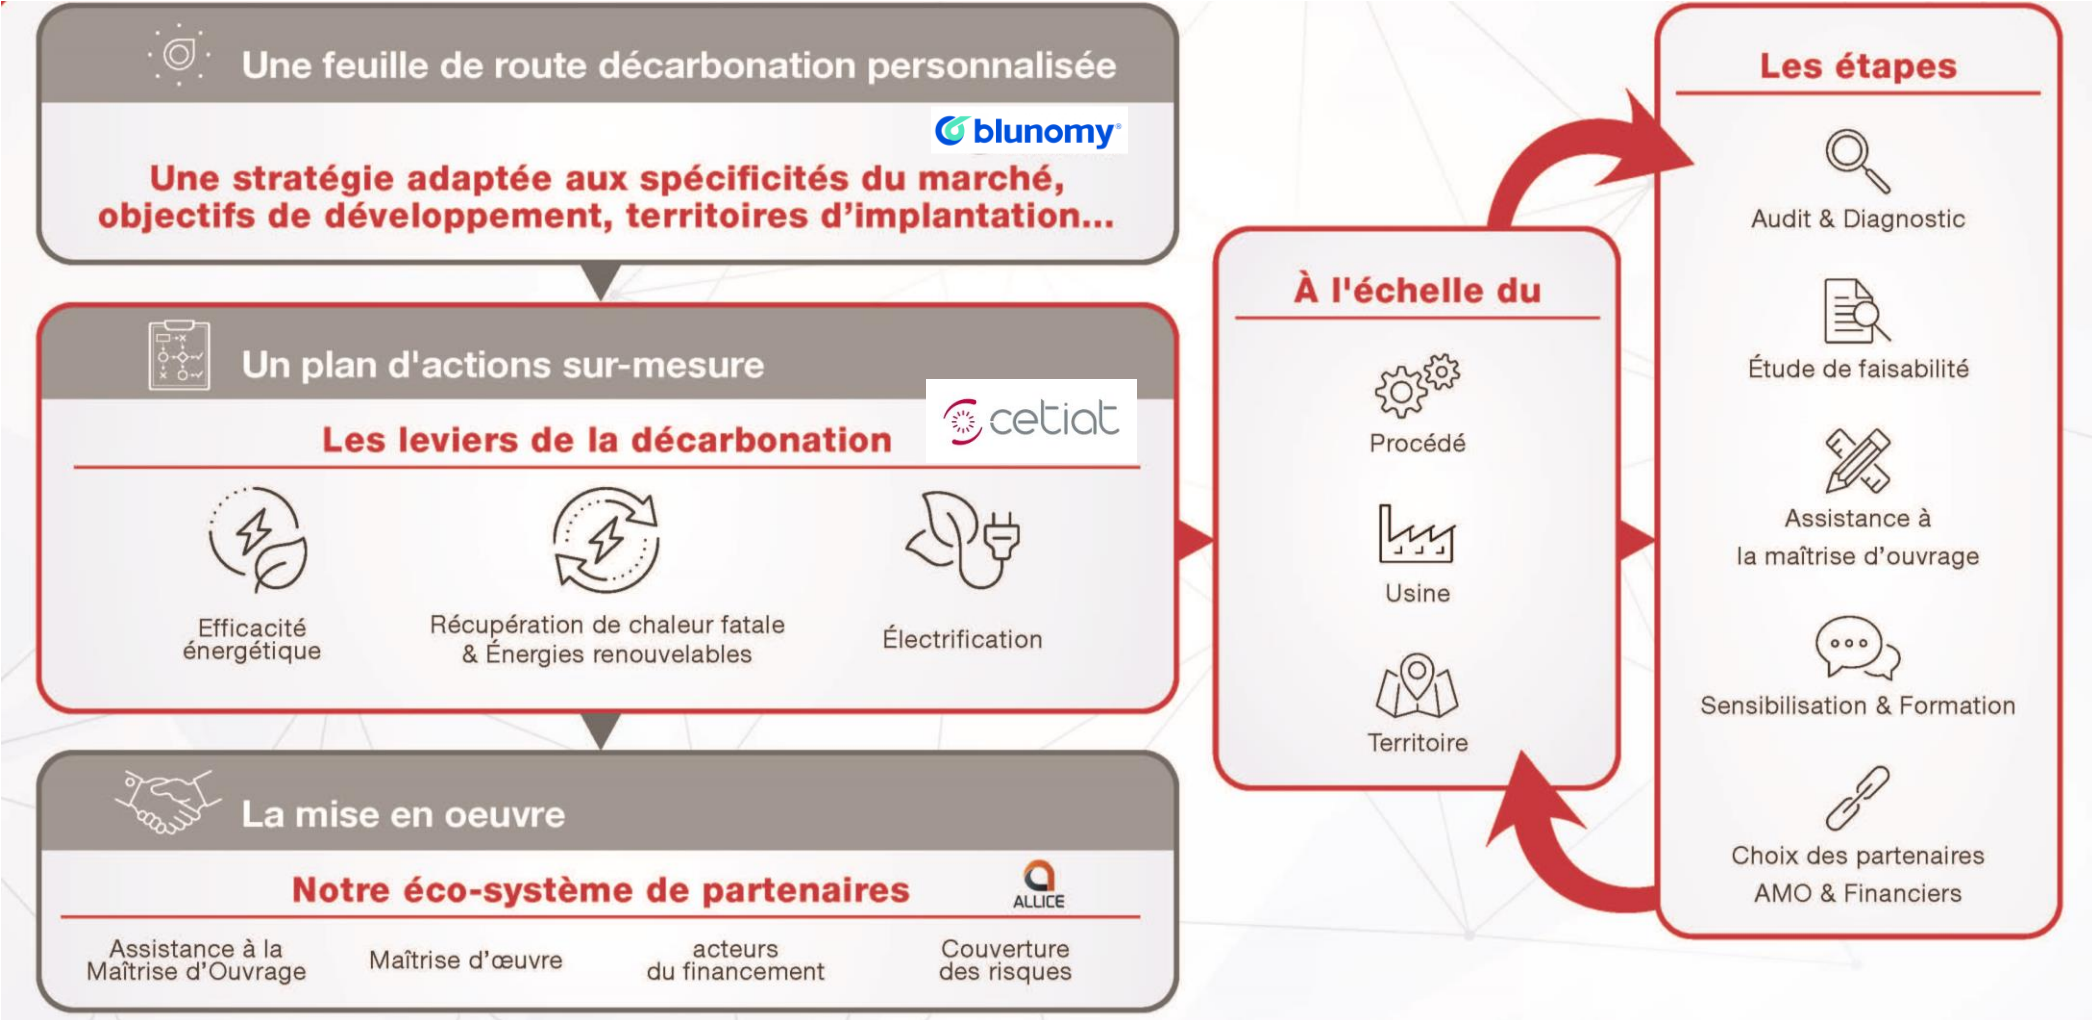 Une feuille de route décarbonation personnalisée
blunomy®
Une stratégie adaptée aux spécificités du marché,
objectifs de développement, territoires d'implantation...
Un plan d'actions sur-mesure
cetiat
Les leviers de la décarbonation
Efficacité
énergétique
Récupération de chaleur fatale
& Énergies renouvelables
Électrification
La mise en oeuvre
Notre éco-système de partenaires
ALLICE
Assistance à la
Maîtrise d'Ouvrage
Maîtrise d'œuvre
acteurs
du financement
Couverture
des risques
À l'échelle du
Procédé
Usine
Territoire
Les étapes
Audit & Diagnostic
Étude de faisabilité
Assistance à
la maîtrise d'ouvrage
Sensibilisation & Formation
Choix des partenaires
AMO & Financiers